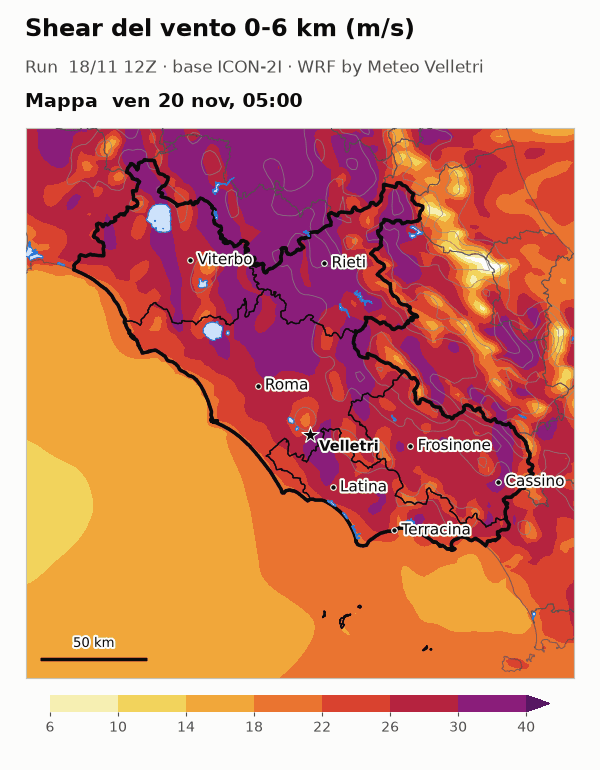 Shear del vento 0-6 km (m/s)
Run  18/11 12Z · base ICON-2I · WRF by Meteo Velletri
Mappa  ven 20 nov, 05:00
Viterbo
Rieti
Roma
Velletri
Frosinone
Latina
Cassino
Terracina
50 km
6 10 14 18 22 26 30 40